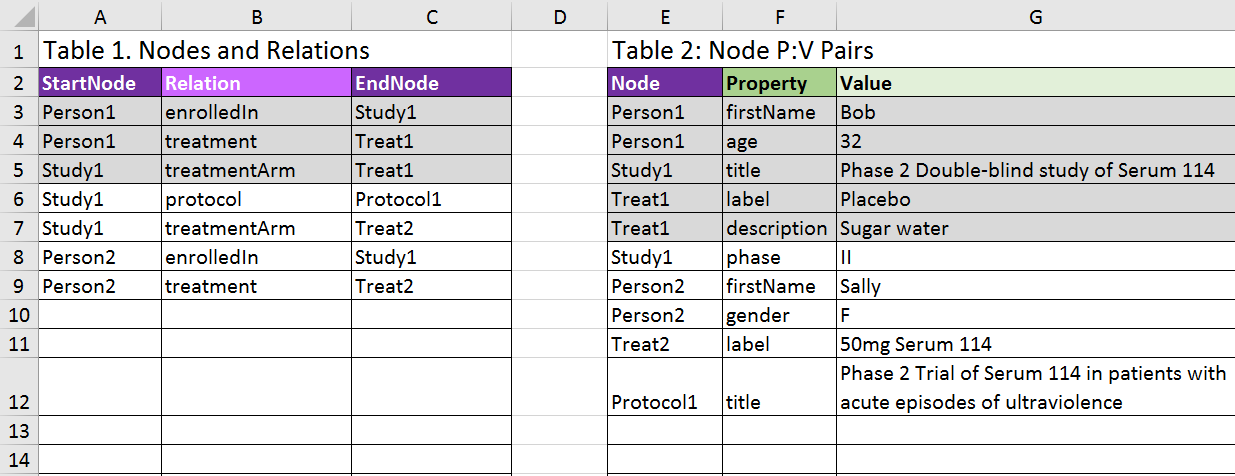 A B C D E F G
1 Table 1. Nodes and Relations Table 2: Node P:V Pairs
2 StartNode Relation EndNode Node Property Value
3 Person1 enrolledIn Study1 Person1 firstName Bob
4 Person1 treatment Treat1 Person1 age 32
5 Study1 treatmentArm Treat1 Study1 title Phase 2 Double-blind study of Serum 114
6 Study1 protocol Protocol1 Treat1 label Placebo
7 Study1 treatmentArm Treat2 Treat1 description Sugar water
8 Person2 enrolledIn Study1 Study1 phase II
9 Person2 treatment Treat2 Person2 firstName Sally
10 Person2 gender F
11 Treat2 label 50mg Serum 114
Phase 2 Trial of Serum 114 in patients with
12 Protocol1 title acute episodes of ultraviolence
13
14